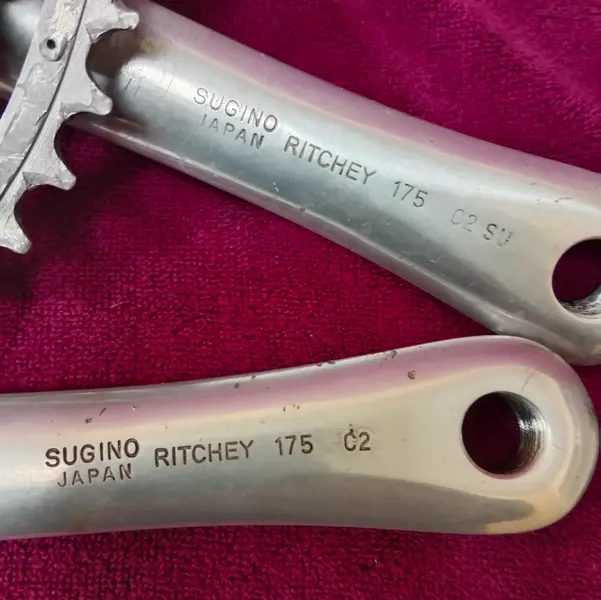 SUGINO
JAPAN RITCHEY 175 C2 SU
SUGINO
JAPAN RITCHEY 175 C2